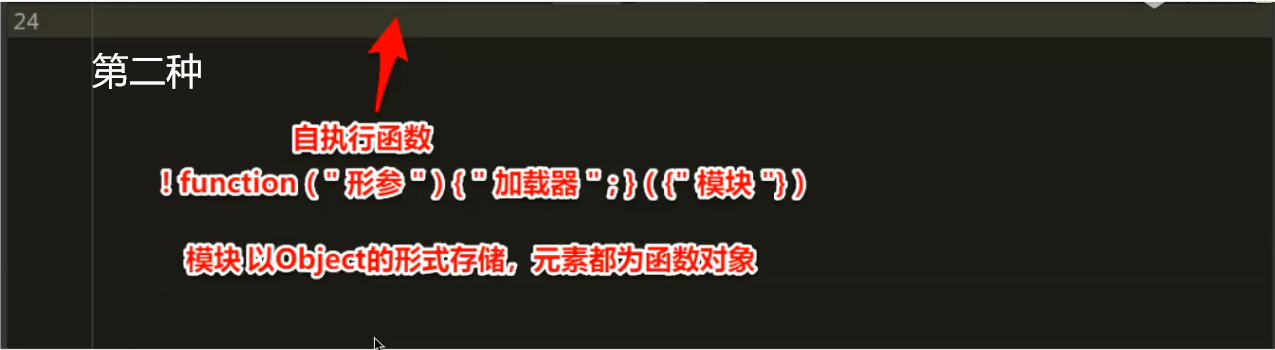 24
第二种
自执行函数
! function ( " 形参 " ) { " 加载器 " ; } ( {" 模块 "} )
模块 以Object的形式存储，元素都为函数对象